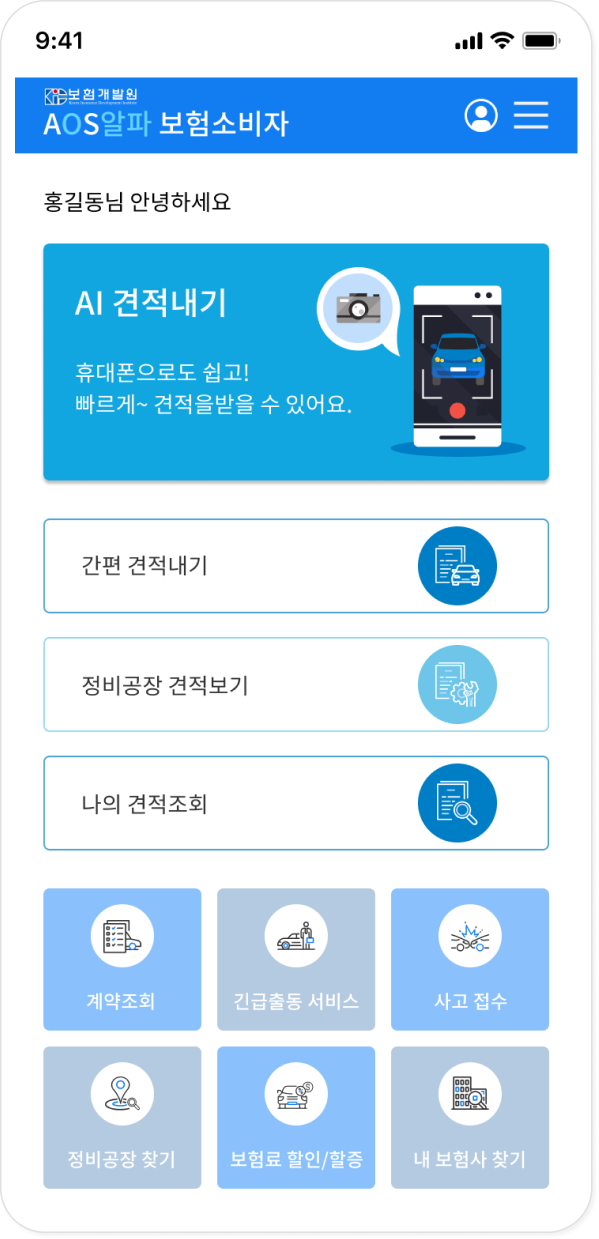 9:41
보험개발원
AOS알파 보험소비자
홍길동님 안녕하세요
AI 견적내기
휴대폰으로도 쉽고!
빠르게~ 견적을받을 수 있어요.
간편 견적내기
정비공장 견적보기
나의 견적조회
계약조회
긴급출동 서비스
사고 접수
정비공장 찾기
보험료 할인/할증
내 보험사 찾기